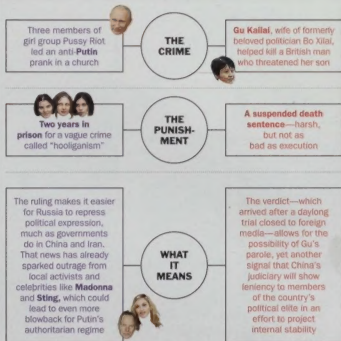 Three members of
girl group Pussy Riot
led an anti-Putin
prank in a church
THE
CRIME
Gu Kailai, wife of formerly
beloved politician Bo Xilai,
helped kill a British man
who threatened her son
Two years in
prison for a vague crime
called "hooliganism"
THE
PUNISH-
MENT
A suspended death
sentence—harsh,
but not as
bad as execution
The ruling makes it easier
for Russia to repress
political expression,
much as governments
do in China and Iran.
That news has already
sparked outrage from
local activists and
celebrities like Madonna
and Sting, which could
lead to even more
blowback for Putin's
authoritarian regime
WHAT
IT
MEANS
The verdict—which
arrived after a daylong
trial closed to foreign
media—allows for the
possibility of Gu's
parole, yet another
signal that China's
judiciary will show
leniency to members
of the country's
political elite in an
effort to project
internal stability